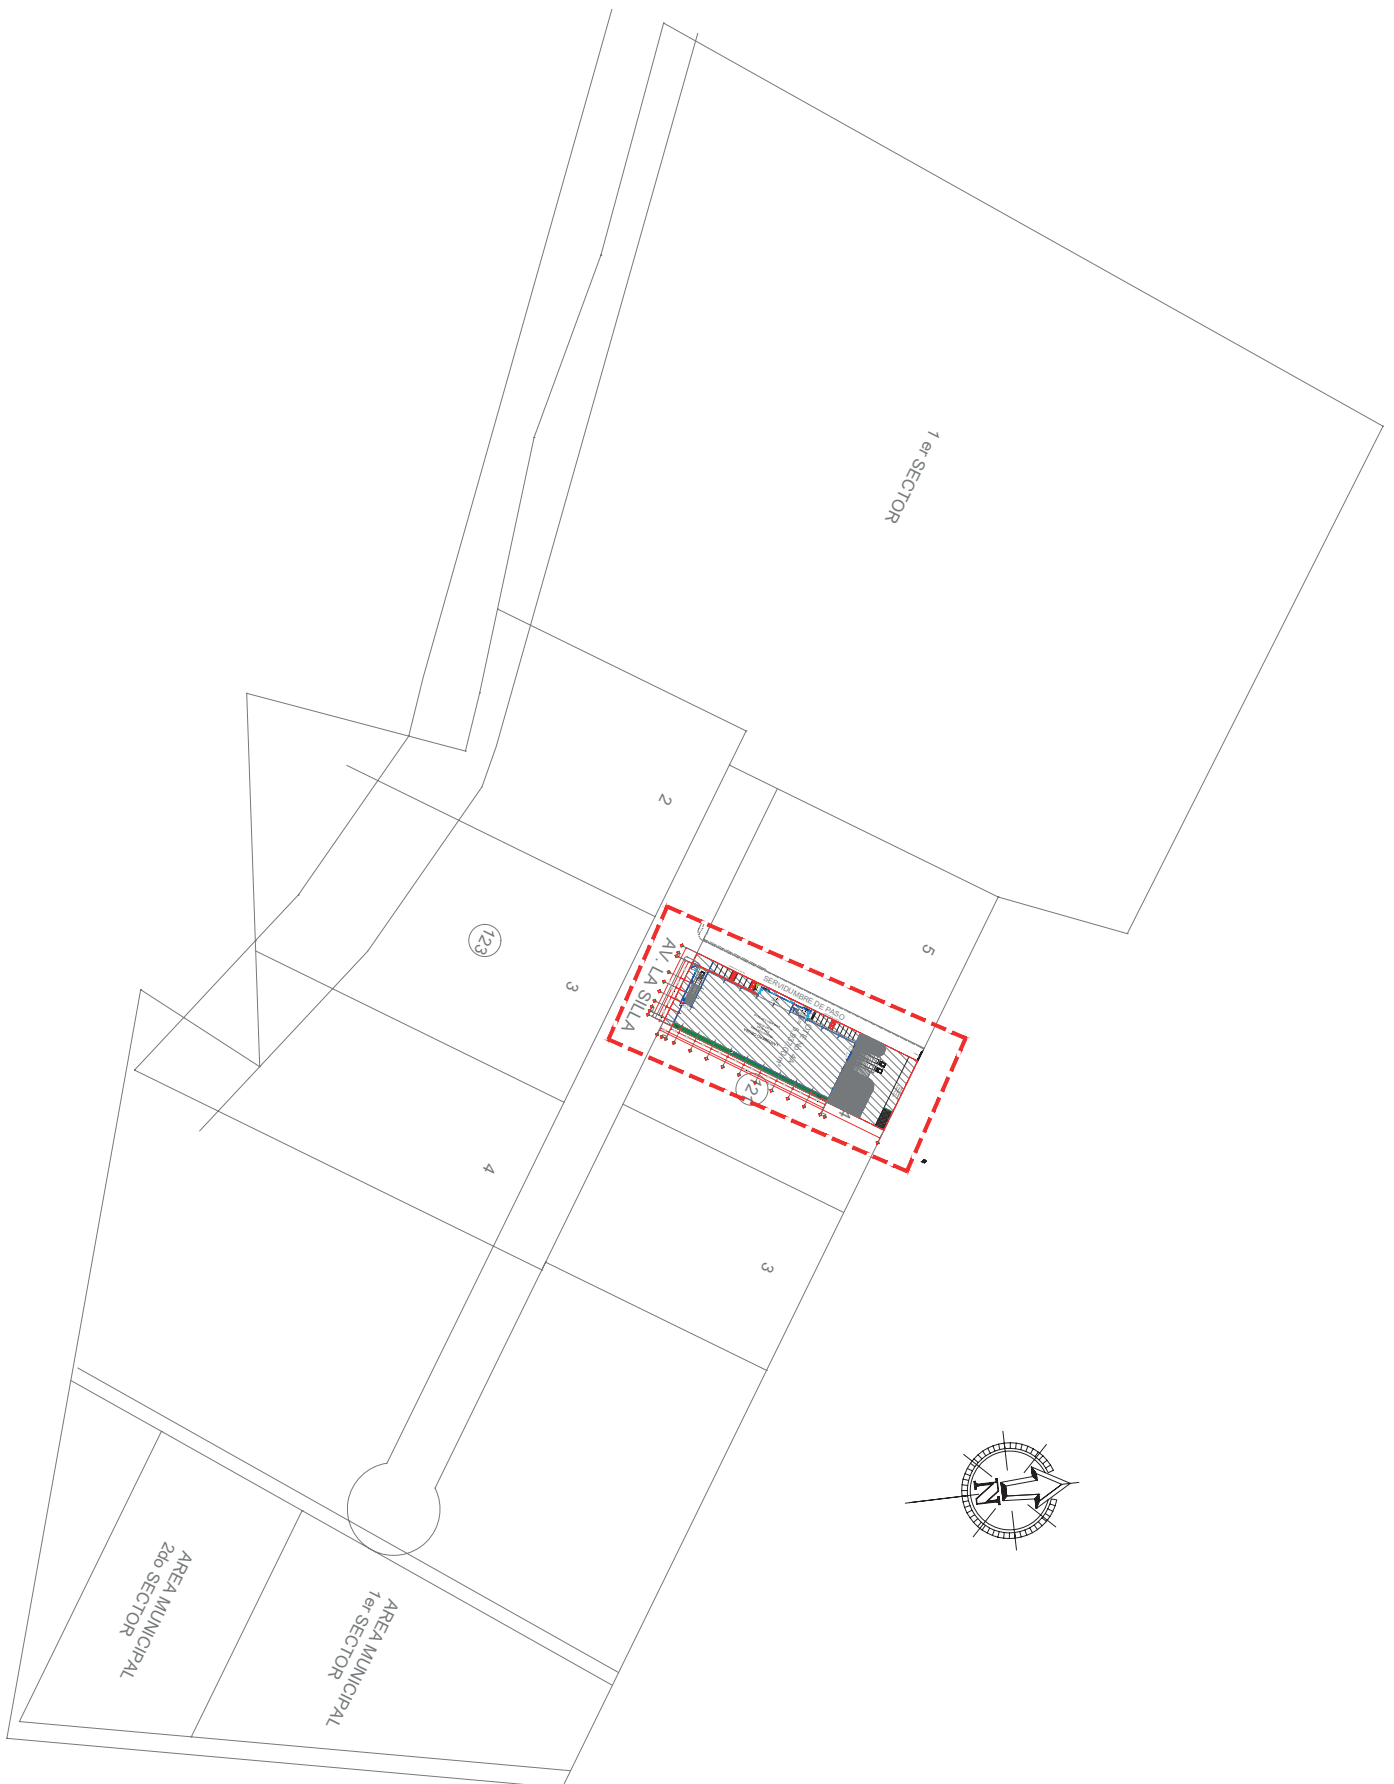 1 er SECTOR
2
5
123
3
AV. LA SILLA
SERVIDUMBRE DE PASO
4
4
3
N
AREA MUNICIPAL
2do SECTOR
AREA MUNICIPAL
1er SECTOR